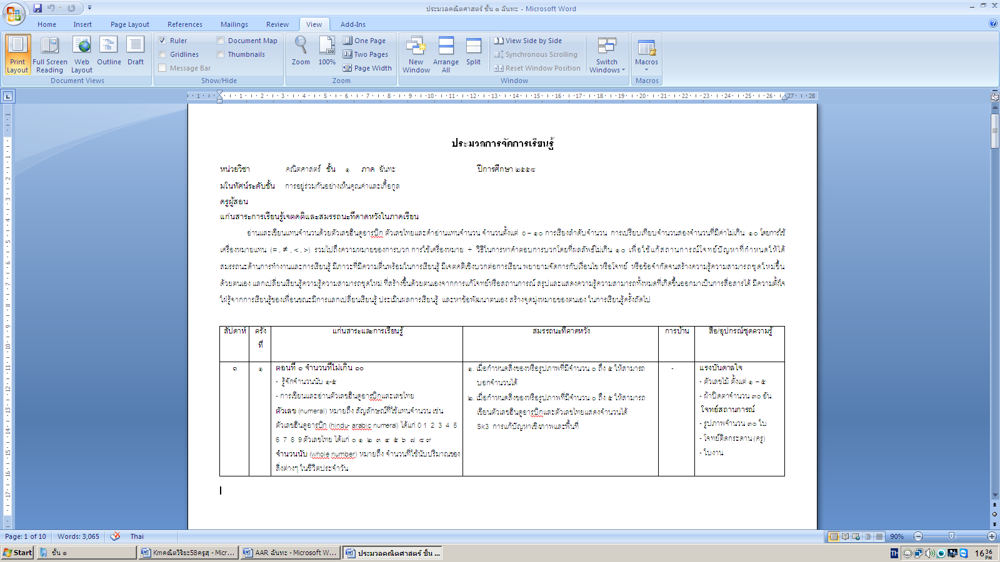 ประมวลคณิตศาสตร์ ชั้น ๑ ฉันทะ - Microsoft Word
Home Insert Page Layout References Mailings Review View Add-Ins
Print Layout Full Screen Reading Web Layout Outline Draft
Document Views
Ruler Document Map
Gridlines Thumbnails
Message Bar
Show/Hide
Zoom 100% One Page
Two Pages
Page Width
Zoom
New Window Arrange All Split
View Side by Side
Synchronous Scrolling
Reset Window Position
Switch Windows
Window
Macros
Macros
1 1 2 3 4 5 6 7 8 9 10 11 12 13 14 15 16 17 18 19 20 21 22 23 24 25 26 27 28
ประมวลการจัดการเรียนรู้
หน่วยวิชา คณิตศาสตร์ ชั้น ๑ ภาค ฉันทะ ปีการศึกษา ๒๕๕๘
มโนทัศน์ระดับชั้น การอยู่ร่วมกันอย่างเห็นคุณค่าและเกื้อกูล
ครูผู้สอน
แก่นสาระการเรียนรู้เจตคติและสมรรถนะที่คาดหวังในภาคเรียน
อ่านและเขียนแทนจำนวนด้วยตัวเลขฮินดูอารบิก ตัวเลขไทยและคำอ่านแทนจำนวน จำนวนตั้งแต่ ๐ – ๑๐ การเรียงลำดับจำนวน การเปรียบเทียบจำนวนสองจำนวนที่มีค่าไม่เกิน ๑๐ โดยการใช้
เครื่องหมายแทน (= , ≠ , < , >) รวมไปถึงความหมายของการบวก การใช้เครื่องหมาย + วิธีในการหาคำตอบการบวกโดยที่ผลลัพธ์ไม่เกิน ๑๐ เพื่อใช้แก้สถานการณ์โจทย์ปัญหาที่กำหนดให้ได้
สมรรถนะด้านการทำงานและการเรียนรู้ มีภาวะที่มีความตื่นพร้อมในการเรียนรู้ มีเจตคติเชิงบวกต่อการเรียน พยายามจัดการกับเงื่อนไข หรือโจทย์ หรือข้อจำกัดจนสร้างความรู้ความสามารถชุดใหม่ขึ้น
ด้วยตนเอง แลกเปลี่ยนเรียนรู้ความรู้ความสามารถชุดใหม่ ที่สร้างขึ้นด้วยตนเองจากการแก้โจทย์หรือสถานการณ์ สรุปและแสดงความรู้ความสามารถทั้งหมดที่เกิดขึ้นออกมาเป็นการสื่อสารได้ มีความตั้งใจ
ใฝ่รู้จากการเรียนรู้ของเพื่อนขณะมีการแลกเปลี่ยนเรียนรู้ ประเมินผลการเรียนรู้ และหาข้อพัฒนาตนเอง สร้างจุดมุ่งหมายของตนเอง ในการเรียนรู้ครั้งถัดไป
สัปดาห์ ครั้งที่ แก่นสาระและการเรียนรู้ สมรรถนะที่คาดหวัง การบ้าน สื่อ/อุปกรณ์ชุดความรู้
๑ ๑
ตอนที่ ๑ จำนวนที่ไม่เกิน ๑๐
- รู้จักจำนวนนับ ๑-๕
- การเขียนและอ่านตัวเลขฮินดูอารบิกและเลขไทย
ตัวเลข (numeral) หมายถึง สัญลักษณ์ที่ใช้แทนจำนวน เช่น
ตัวเลขฮินดูอารบิก (hindu- arabic numeral) ได้แก่ 0 1 2 3 4 5
6 7 8 9 ตัวเลขไทย ได้แก่ ๐ ๑ ๒ ๓ ๔ ๕ ๖ ๗ ๘ ๙
จำนวนนับ (whole number) หมายถึง จำนวนที่ใช้นับปริมาณของ
สิ่งต่างๆ ในชีวิตประจำวัน
๑. เมื่อกำหนดสิ่งของหรือรูปภาพที่มีจำนวน ๐ ถึง ๕ ให้สามารถ
บอกจำนวนได้
๒. เมื่อกำหนดสิ่งของหรือรูปภาพที่มีจำนวน ๐ ถึง ๕ ให้สามารถ
เขียนตัวเลขฮินดูอารบิกและตัวเลขไทยแสดงจำนวนได้
Sk3 การแก้ปัญหาเชิงภาพและพื้นที่
-
แรงบันดาลใจ
- ตัวเลขไม้ ตั้งแต่ ๑ – ๕
- ผ้าปิดตาจำนวน ๓๐ อัน
โจทย์สถานการณ์
- รูปภาพจำนวน ๓๐ ใบ
- โจทย์ติดกระดาน (ครู)
- ใบงาน
Page: 1 of 10 Words: 3,065 Thai 90%
Start ชั้น ๑ Kmคณิตวิริยะ58ครูสุ - Micr... AAR ฉันทะ - Microsoft W... ประมวลคณิตศาสตร์ ชั้น ... TH 16 36 PM